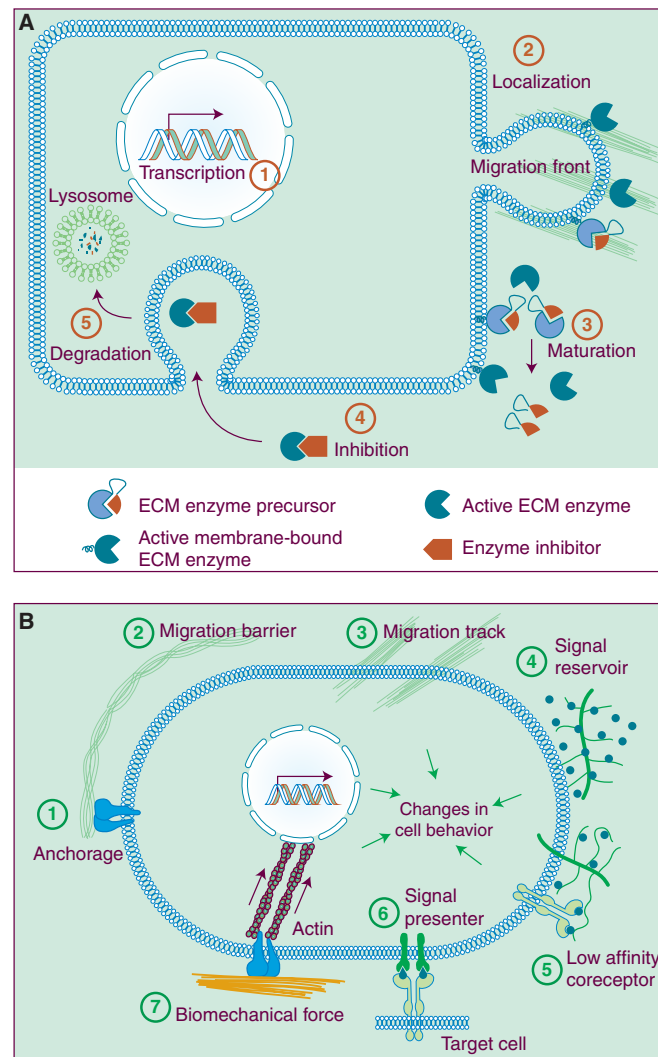 A
2
Localization
Migration front
Transcription 1
Lysosome
5
Degradation
3
Maturation
4
Inhibition
ECM enzyme precursor
Active ECM enzyme
Active membrane-bound
ECM enzyme
Enzyme inhibitor
B
2 Migration barrier
3 Migration track
4
Signal
reservoir
1
Anchorage
Changes in
cell behavior
Actin
6
Signal
presenter
5
Low affinity
coreceptor
7 Biomechanical force
Target cell